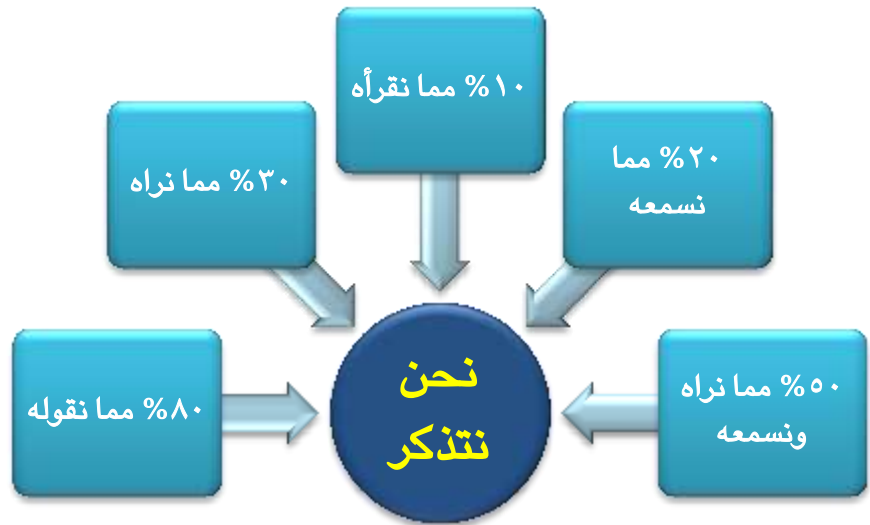 ١٠% مما نقرأه
٢٠% مما
نسمعه
٣٠% مما نراه
٥٠% مما نراه
ونسمعه
٨٠% مما نقوله
نحن
نتذكر